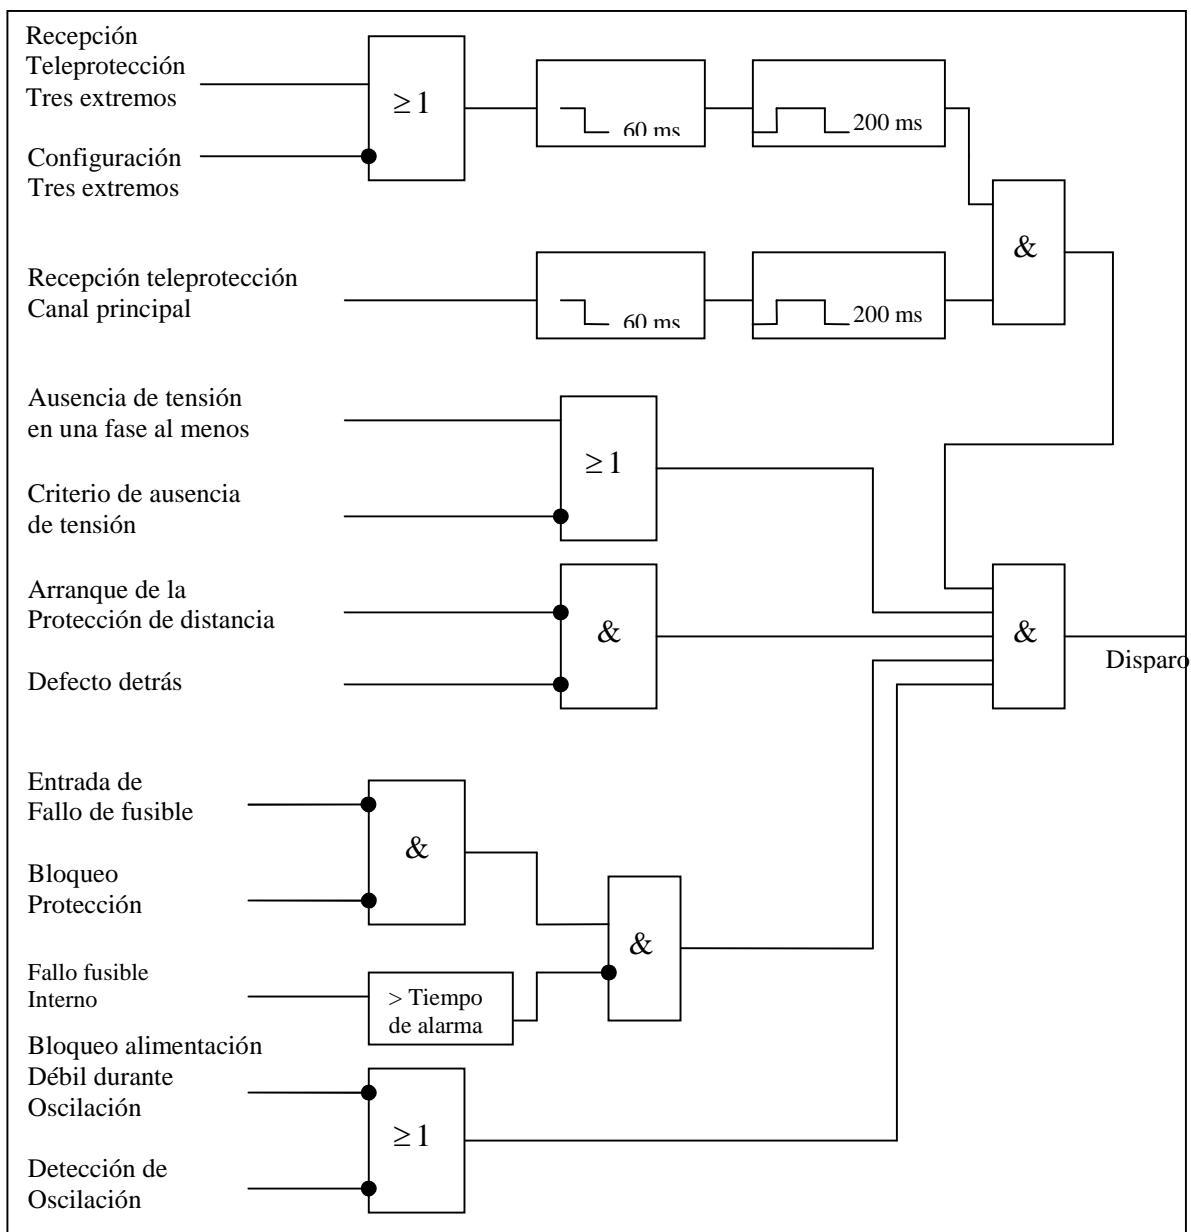 Recepción
Teleprotección
Tres extremos
≥1
60 ms
200 ms
Configuración
Tres extremos
&
Recepción teleprotección
Canal principal
60 ms
200 ms
Ausencia de tensión
en una fase al menos
≥1
Criterio de ausencia
de tensión
Arranque de la
Protección de distancia
&
&
Disparo
Defecto detrás
Entrada de
Fallo de fusible
&
Bloqueo
Protección
&
Fallo fusible
Interno
> Tiempo
de alarma
Bloqueo alimentación
Débil durante
Oscilación
≥1
Detección de
Oscilación